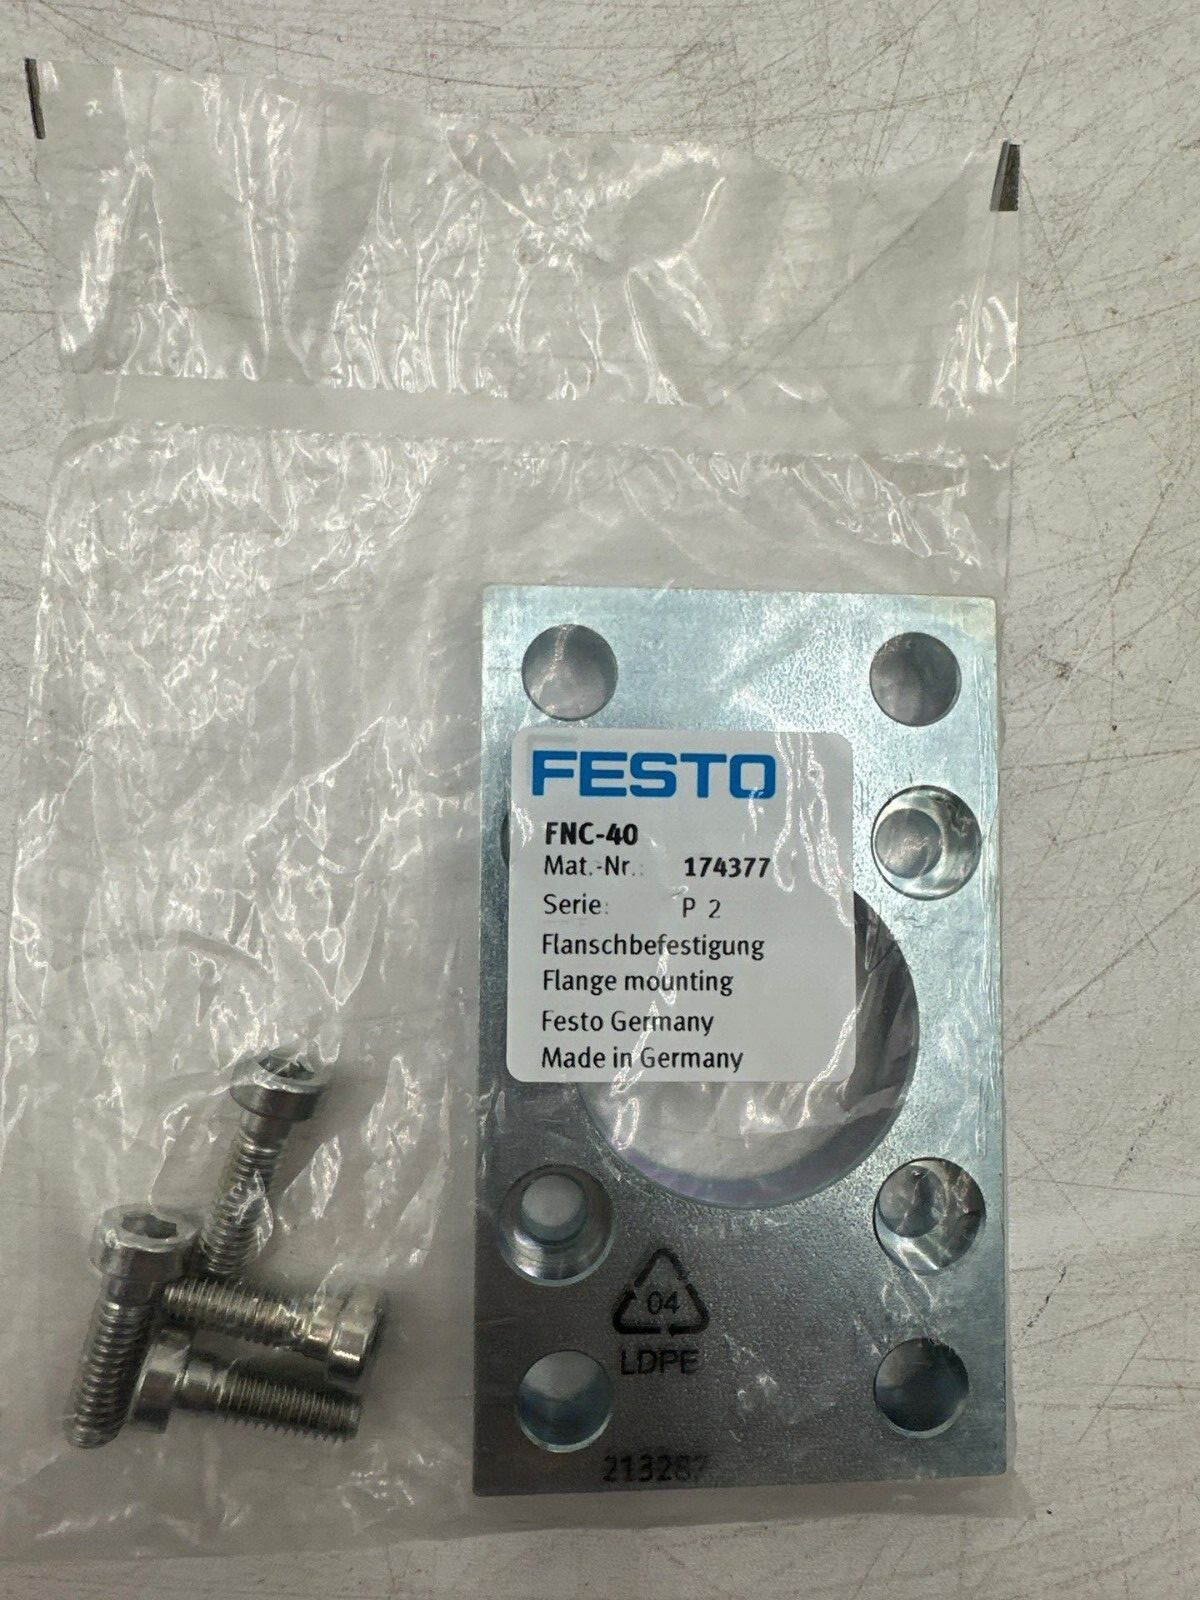 FESTO
FNC-40
Mat.-Nr.: 174377
Serie: P 2
Flanschbefestigung
Flange mounting
Festo Germany
Made in Germany
04
LDPE
213287